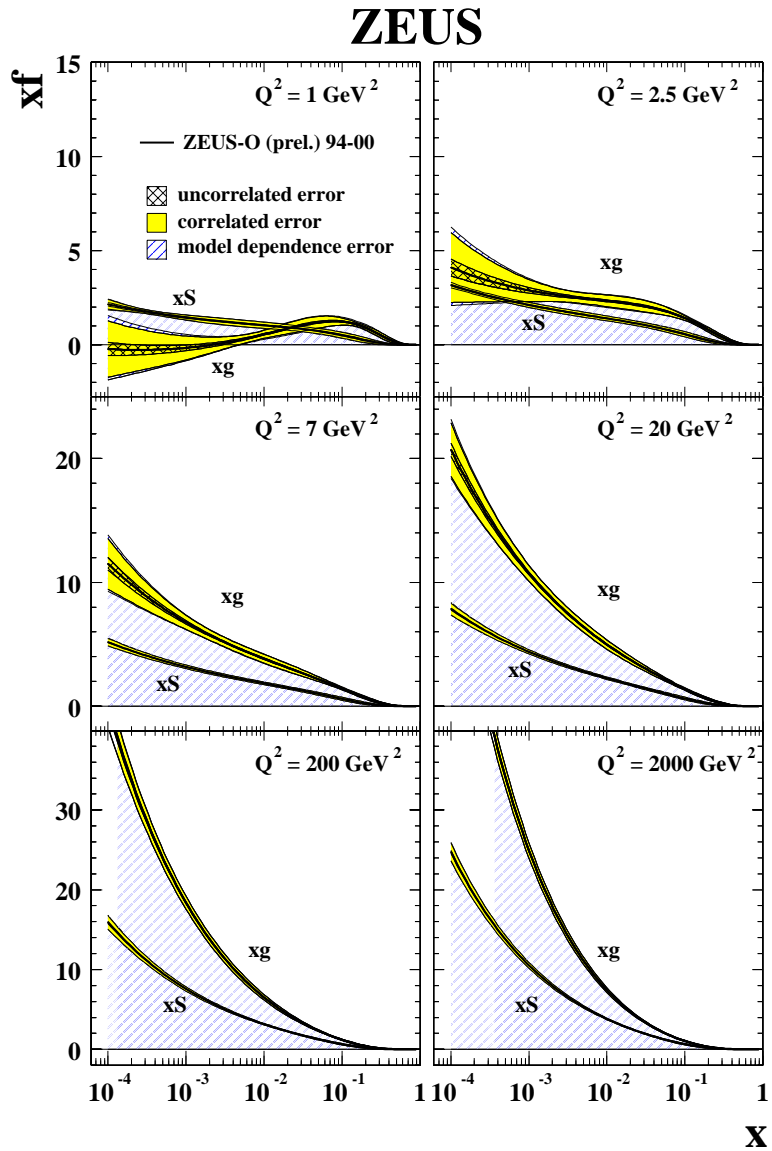 ZEUS
xf
15
10
5
0
Q² = 1 GeV²
ZEUS-O (prel.) 94-00
uncorrelated error
correlated error
model dependence error
xS
xg
Q² = 2.5 GeV²
xg
xS
20
10
0
Q² = 7 GeV²
xg
xS
Q² = 20 GeV²
xg
xS
30
20
10
0
Q² = 200 GeV²
xg
xS
Q² = 2000 GeV²
xg
xS
10⁻⁴ 10⁻³ 10⁻² 10⁻¹ 1
10⁻⁴ 10⁻³ 10⁻² 10⁻¹ 1
x